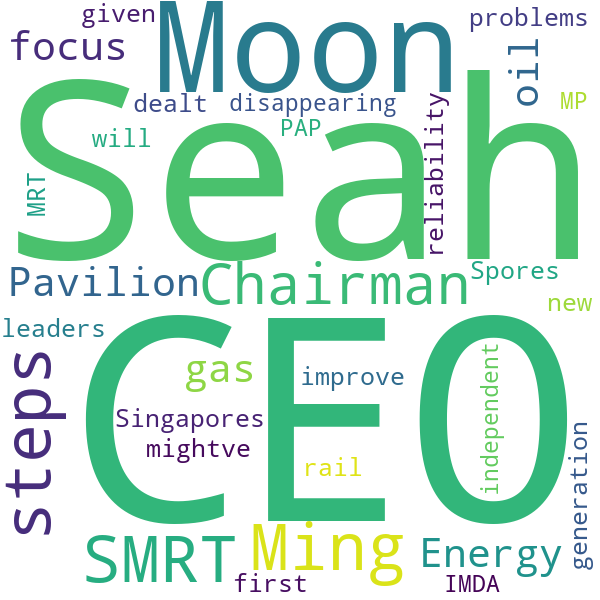 given
Moon
problems
focus
oil
dealt
disappearing
MP
PAP
will
Seah
reliability
MRT
Spores
Pavilion
Chairman
new
leaders
CEO
steps
gas
improve
independent
Singapores
mightve
rail
generation
SMRT
Ming
Energy
first
IMDA